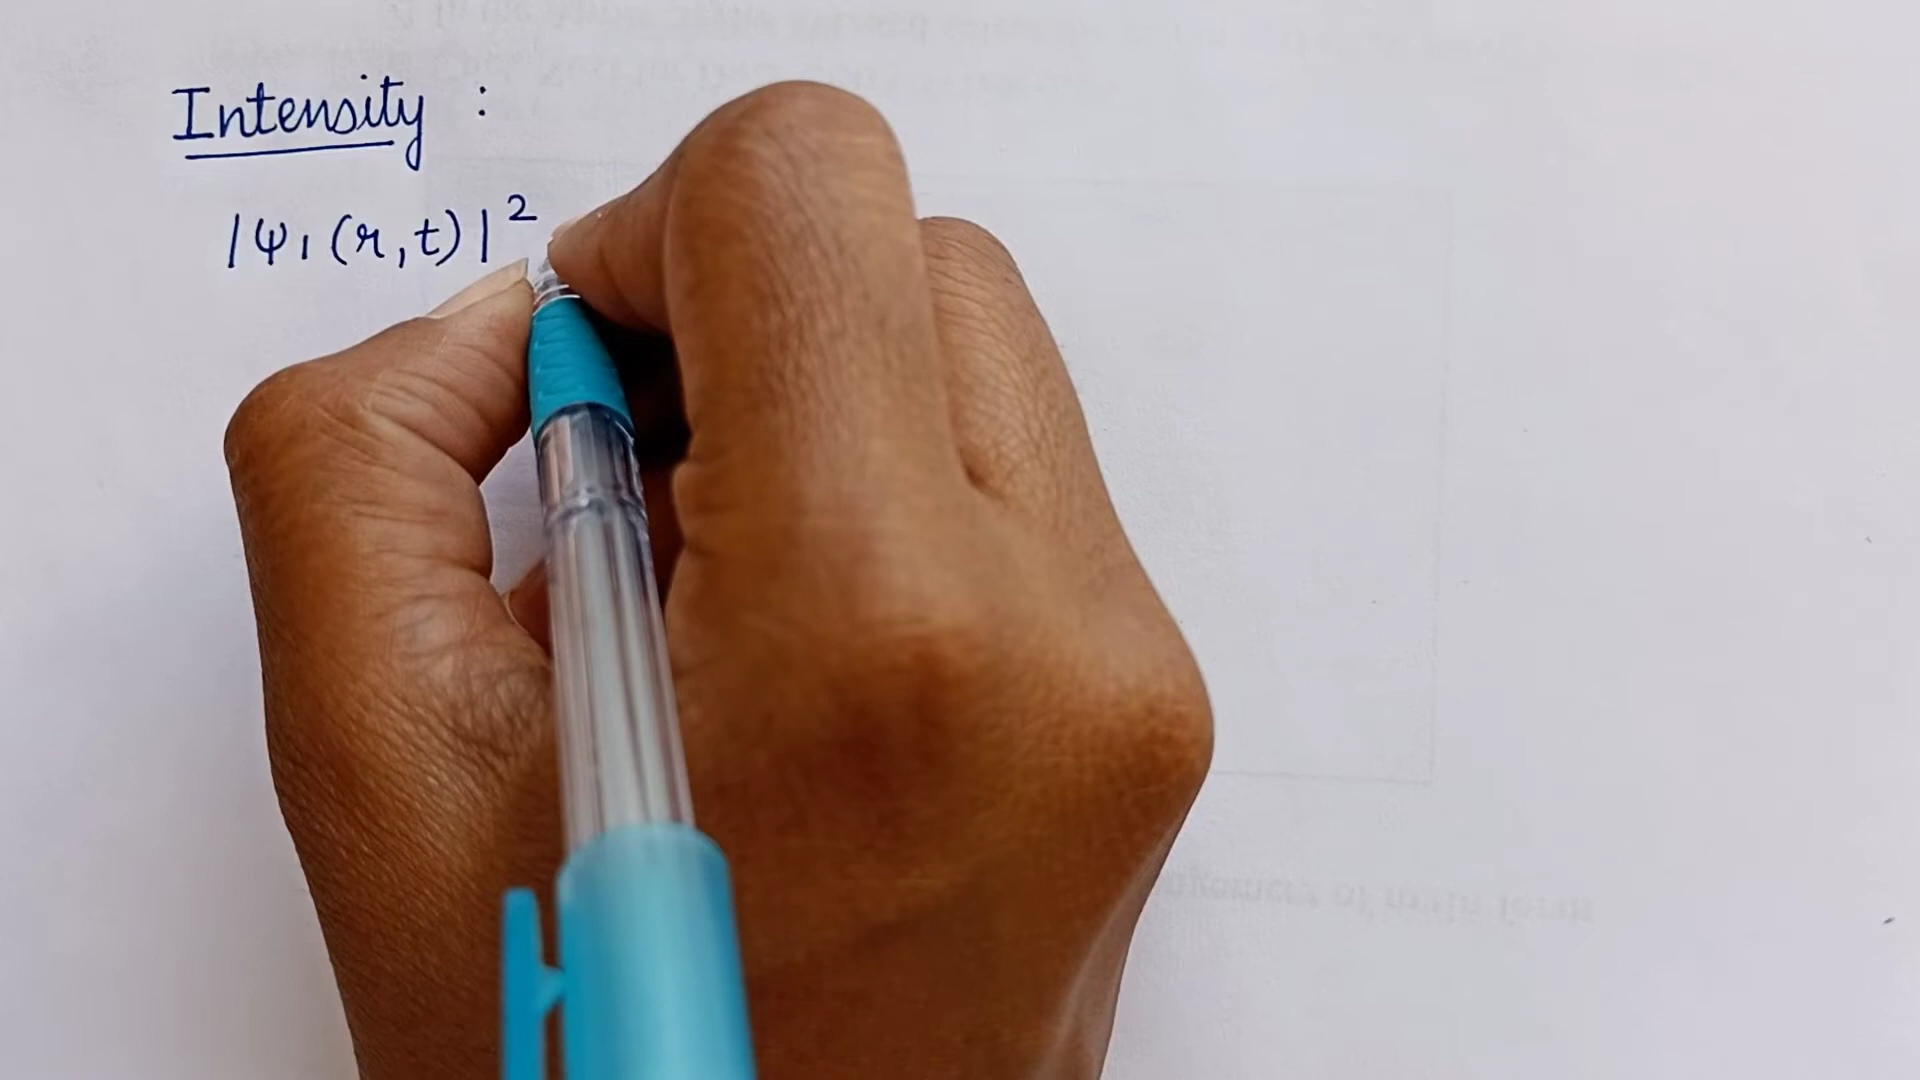 Intensity :
|ψ₁(r,t)|²